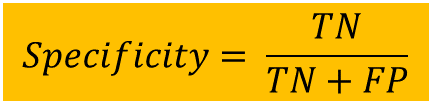 Specificity = TN / TN + FP